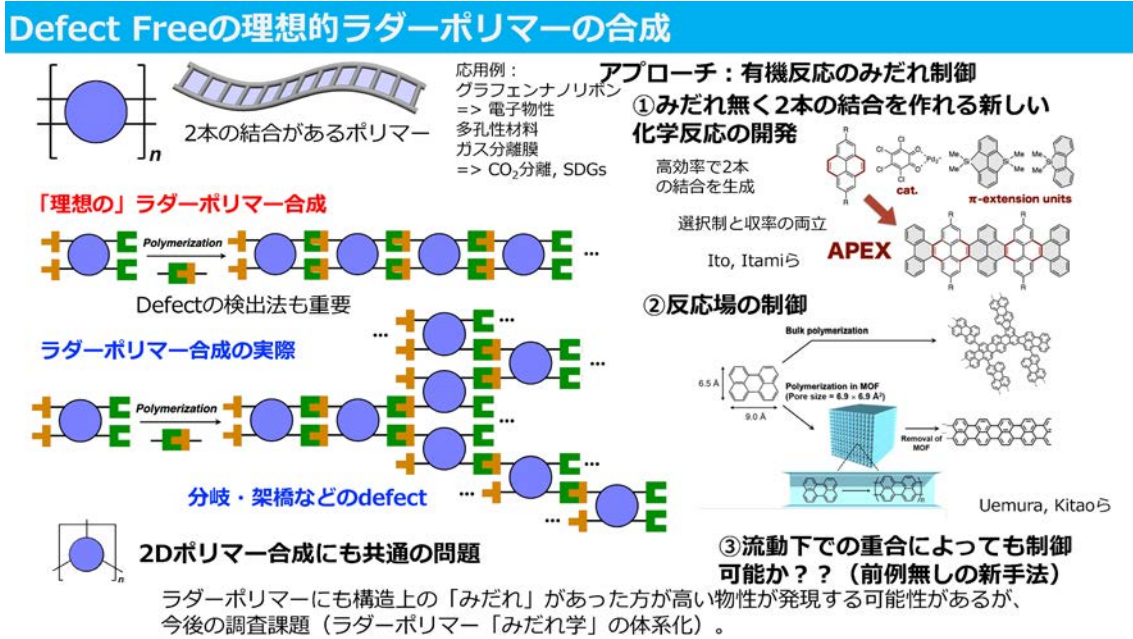 Defect Freeの理想的ラダーポリマーの合成
n
2本の結合があるポリマー
応用例：
グラフェンナノリボン
=> 電子物性
多孔性材料
ガス分離膜
=> CO₂分離, SDGs
「理想の」ラダーポリマー合成
Polymerization
...
Defectの検出法も重要
ラダーポリマー合成の実際
...
...
...
Polymerization
...
...
...
...
...
分岐・架橋などのdefect
n
2Dポリマー合成にも共通の問題
アプローチ：有機反応のみだれ制御
①みだれ無く2本の結合を作れる新しい
化学反応の開発
高効率で2本
の結合を生成
R
R
Cl
Cl
Cl
Cl
O
O
Pd²⁺
cat.
Me
Me
Si
Si
Me
Me
Me
Me
Si
π-extension units
選択制と収率の両立
Ito, Itamiら
APEX
R
R
R
R
②反応場の制御
Bulk polymerization
6.5 Å
9.0 Å
Polymerization in MOF
(Pore size = 6.9 × 6.9 Å²)
Removal of
MOF
n
Uemura, Kitaoら
③流動下での重合によっても制御
可能か？？（前例無しの新手法）
ラダーポリマーにも構造上の「みだれ」があった方が高い物性が発現する可能性があるが、
今後の調査課題（ラダーポリマー「みだれ学」の体系化）。